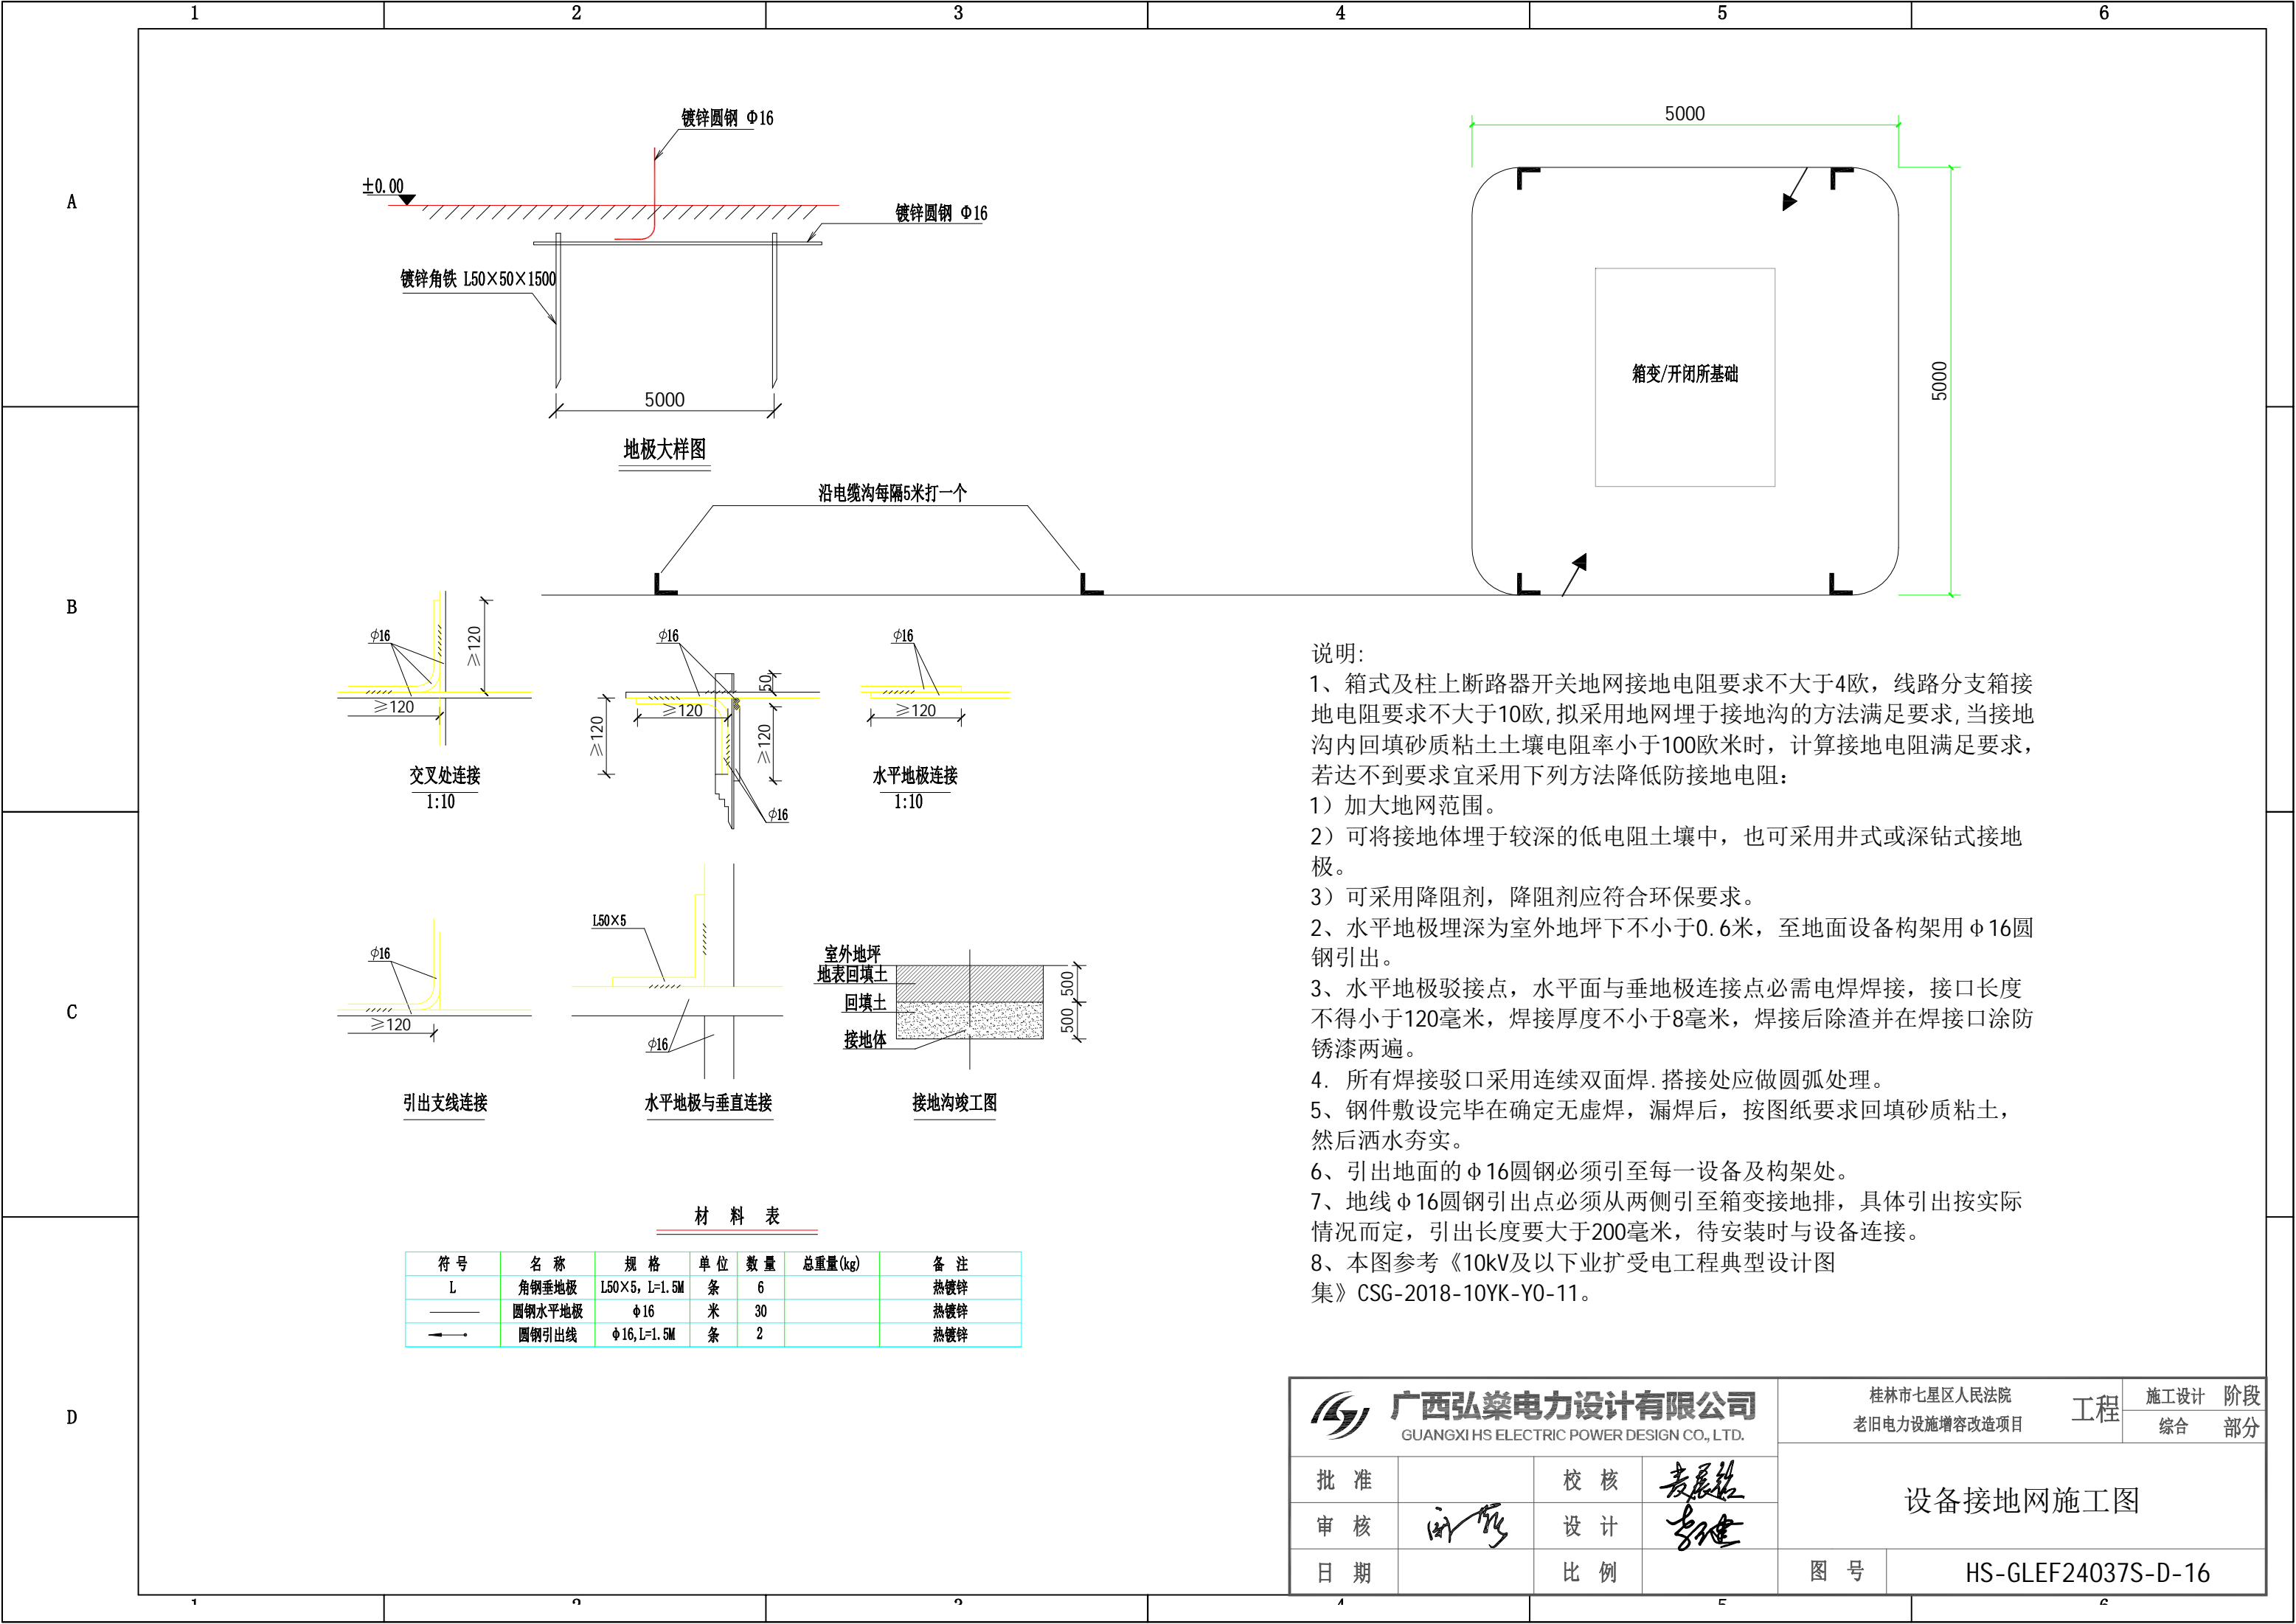 1 2 3 4 5 6
A
B
C
D
镀锌圆钢 Φ16
±0.00
镀锌圆钢 Φ16
镀锌角铁 L50×50×1500
5000
地极大样图
5000
5000
箱变/开闭所基础
沿电缆沟每隔5米打一个
ϕ16
≥120
≥120
交叉处连接
1:10
ϕ16
50
≥120
≥120
≥120
ϕ16
ϕ16
≥120
水平地极连接
1:10
ϕ16
≥120
引出支线连接
L50×5
ϕ16
水平地极与垂直连接
室外地坪
地表回填土
回填土
接地体
500
500
接地沟竣工图
说明:
1、箱式及柱上断路器开关地网接地电阻要求不大于4欧，线路分支箱接
地电阻要求不大于10欧,拟采用地网埋于接地沟的方法满足要求,当接地
沟内回填砂质粘土土壤电阻率小于100欧米时，计算接地电阻满足要求，
若达不到要求宜采用下列方法降低防接地电阻：
1）加大地网范围。
2）可将接地体埋于较深的低电阻土壤中，也可采用井式或深钻式接地
极。
3）可采用降阻剂，降阻剂应符合环保要求。
2、水平地极埋深为室外地坪下不小于0.6米，至地面设备构架用φ16圆
钢引出。
3、水平地极驳接点，水平面与垂地极连接点必需电焊焊接，接口长度
不得小于120毫米，焊接厚度不小于8毫米，焊接后除渣并在焊接口涂防
锈漆两遍。
4. 所有焊接驳口采用连续双面焊.搭接处应做圆弧处理。
5、钢件敷设完毕在确定无虚焊，漏焊后，按图纸要求回填砂质粘土，
然后洒水夯实。
6、引出地面的φ16圆钢必须引至每一设备及构架处。
7、地线φ16圆钢引出点必须从两侧引至箱变接地排，具体引出按实际
情况而定，引出长度要大于200毫米，待安装时与设备连接。
8、本图参考《10kV及以下业扩受电工程典型设计图
集》CSG-2018-10YK-Y0-11。
材 料 表
符 号 名 称 规 格 单 位 数 量 总重量(kg) 备 注
L 角钢垂地极 L50×5, L=1.5M 条 6 热镀锌
圆钢水平地极 φ16 米 30 热镀锌
圆钢引出线 φ16,L=1.5M 条 2 热镀锌
广西弘燊电力设计有限公司
GUANGXI HS ELECTRIC POWER DESIGN CO., LTD.
桂林市七星区人民法院
老旧电力设施增容改造项目
工程
施工设计 阶段
综合 部分
批 准 校 核
审 核 设 计
日 期 比 例
设备接地网施工图
图 号 HS-GLEF24037S-D-16
1 2 3 4 5 6